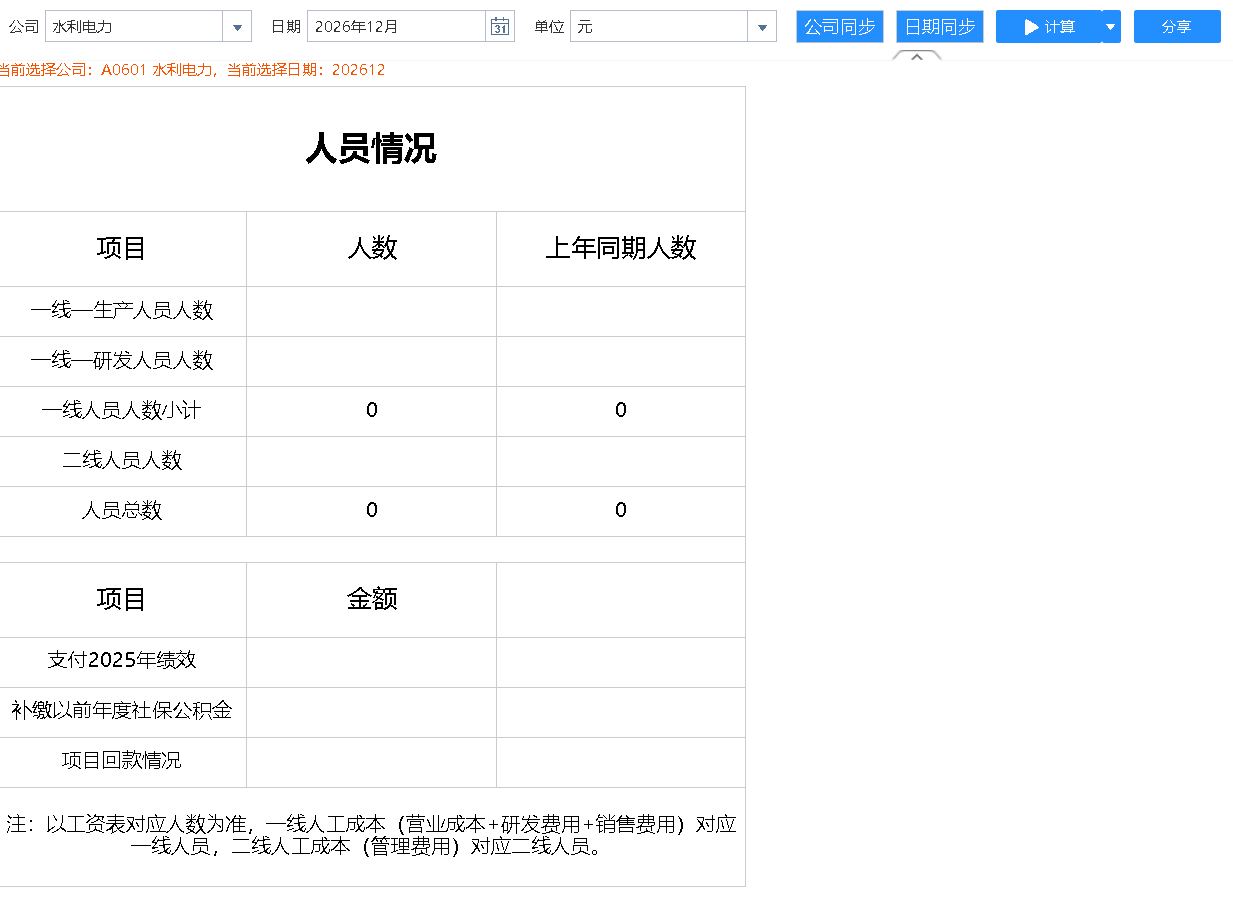 公司 水利电力 日期 2026年12月 31 单位 元 公司同步 日期同步 计算 分享
当前选择公司：A0601 水利电力，当前选择日期：202612
人员情况
项目 人数 上年同期人数
一线—生产人员人数
一线—研发人员人数
一线人员人数小计 0 0
二线人员人数
人员总数 0 0
项目 金额
支付2025年绩效
补缴以前年度社保公积金
项目回款情况
注：以工资表对应人数为准，一线人工成本（营业成本+研发费用+销售费用）对应
一线人员，二线人工成本（管理费用）对应二线人员。